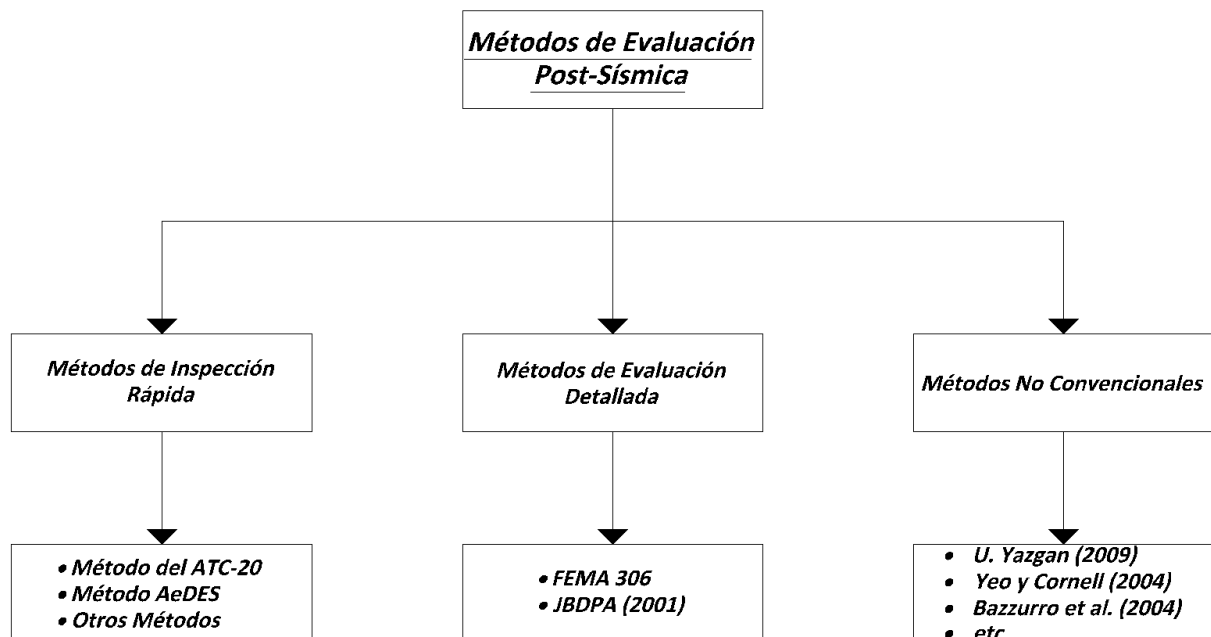 Métodos de Evaluación
Post-Sísmica
Métodos de Inspección
Rápida
Métodos de Evaluación
Detallada
Métodos No Convencionales
• Método del ATC-20
• Método AeDES
• Otros Métodos
• FEMA 306
• JBDPA (2001)
• U. Yazgan (2009)
• Yeo y Cornell (2004)
• Bazzurro et al. (2004)
• etc